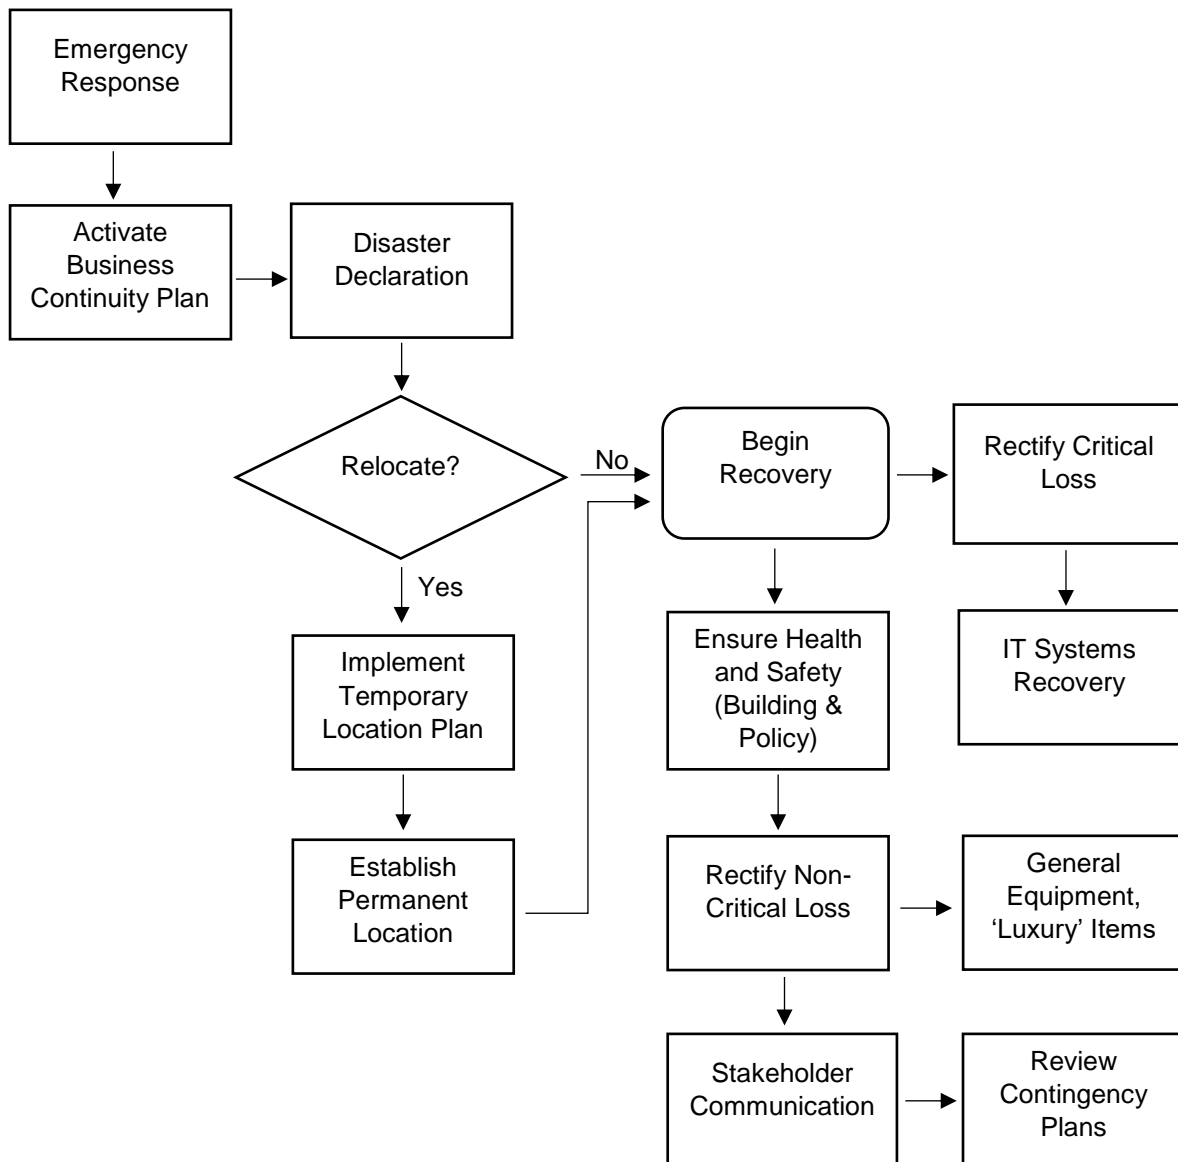 Emergency
Response
Activate
Business
Continuity Plan
Disaster
Declaration
Relocate?
No
Yes
Begin
Recovery
Rectify Critical
Loss
Implement
Temporary
Location Plan
Ensure Health
and Safety
(Building &
Policy)
IT Systems
Recovery
Establish
Permanent
Location
Rectify Non-
Critical Loss
General
Equipment,
‘Luxury’ Items
Stakeholder
Communication
Review
Contingency
Plans